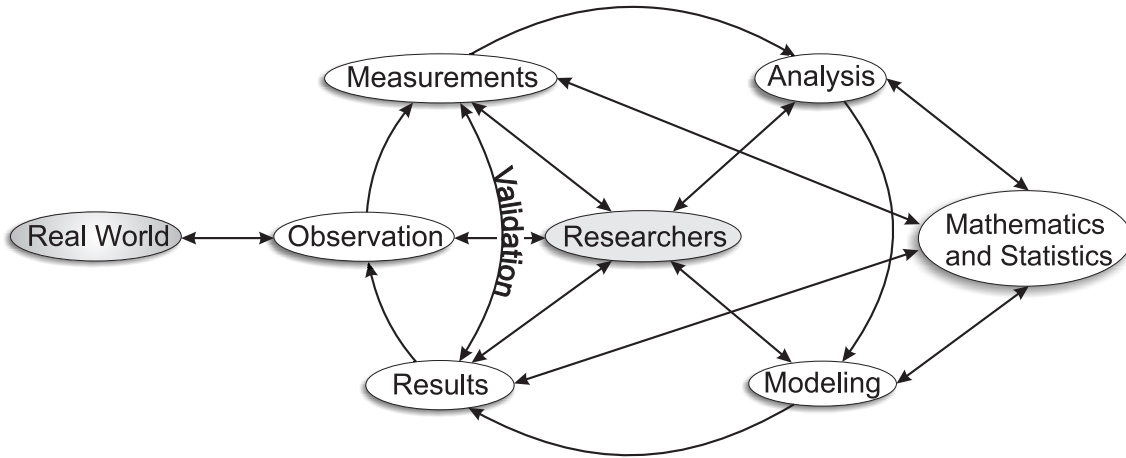 Measurements
Analysis
Validation
Real World
Observation
Researchers
Mathematics
and Statistics
Results
Modeling